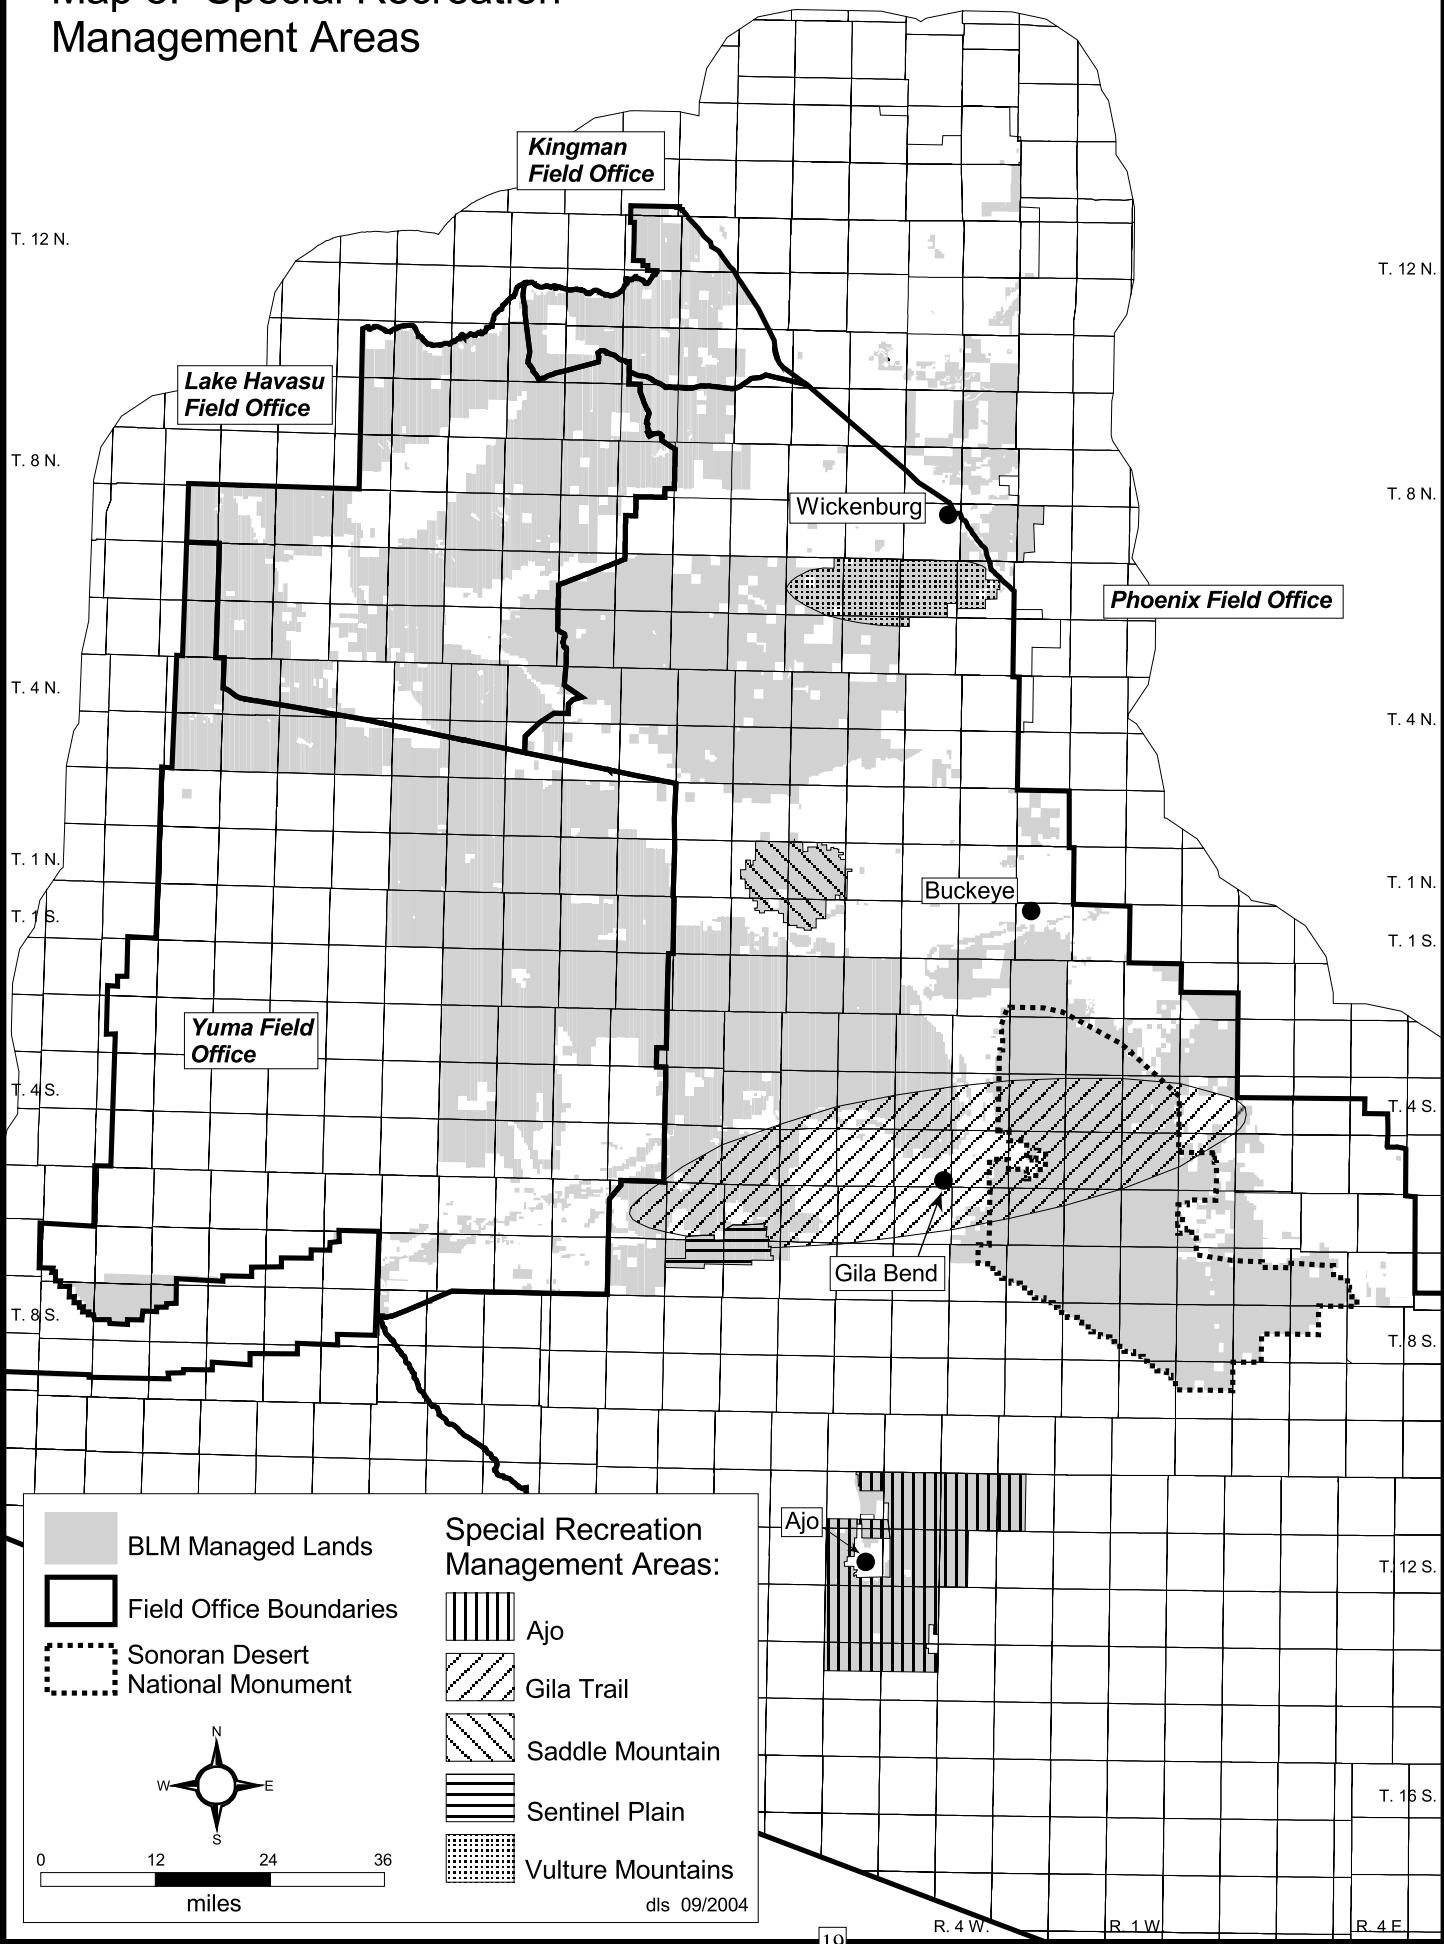 Map 3. Special Recreation
Management Areas
Kingman
Field Office
T. 12 N.
T. 12 N.
Lake Havasu
Field Office
T. 8 N.
T. 8 N.
Wickenburg
Phoenix Field Office
T. 4 N.
T. 4 N.
T. 1 N.
T. 1 N.
Buckeye
T. 1 S.
T. 1 S.
Yuma Field
Office
T. 4 S.
T. 4 S.
Gila Bend
T. 8 S.
T. 8 S.
Ajo
T. 12 S.
BLM Managed Lands
Field Office Boundaries
Sonoran Desert
National Monument
N
W
E
S
0 12 24 36
miles
Special Recreation
Management Areas:
Ajo
Gila Trail
Saddle Mountain
Sentinel Plain
Vulture Mountains
dls 09/2004
T. 16 S.
R. 4 W.
R. 1 W.
R. 4 E.
19